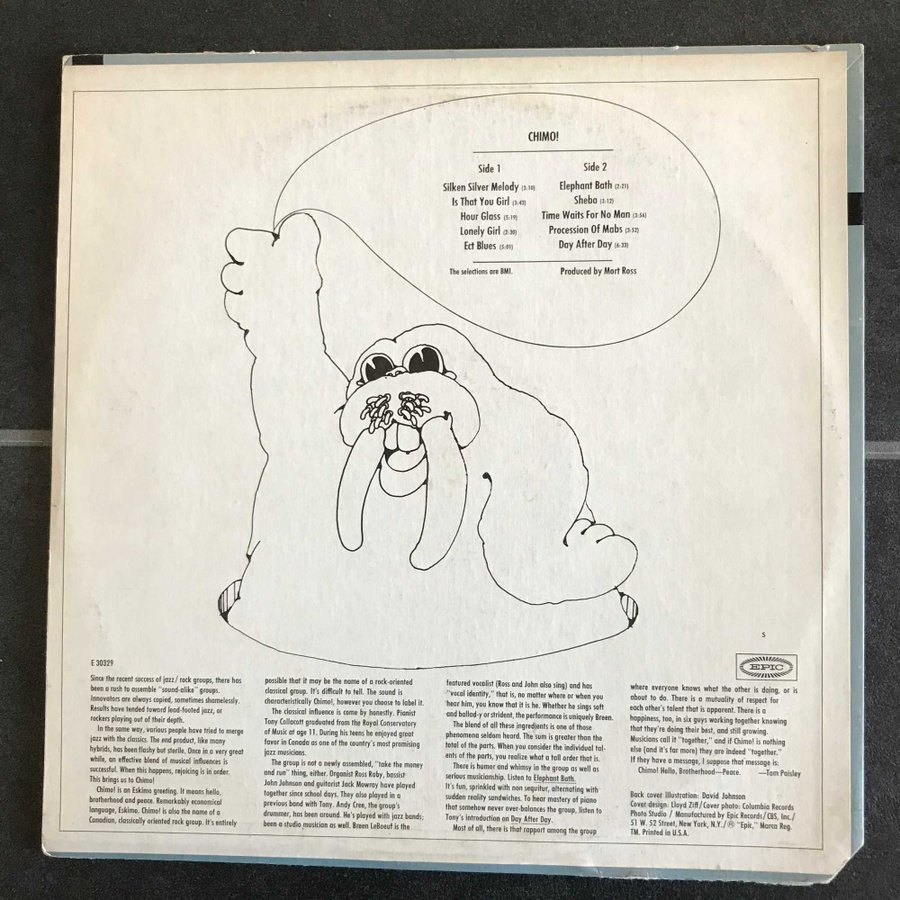 CHIMO!
Side 1
Silken Silver Melody (3:10)
Is That You Girl (3:43)
Hour Glass (5:19)
Lonely Girl (2:30)
Ect Blues (5:01)
Side 2
Elephant Bath (2:21)
Sheba (3:12)
Time Waits For No Man (3:56)
Procession Of Mabs (3:52)
Day After Day (6:33)
The selections are BMI.
Produced by Mort Ross
S
EPIC
E 30329
Since the recent success of jazz/rock groups, there has
been a rush to assemble "sound-alike" groups.
Innovators are always copied, sometimes shamelessly.
Results have tended toward lead-footed jazz, or
rockers playing out of their depth.
In the same way, various people have tried to merge
jazz with the classics. The end product, like many
hybrids, has been flashy but sterile. Once in a very great
while, an effective blend of musical influences is
successful. When this happens, rejoicing is in order.
This brings us to Chimo!
Chimo! is an Eskimo greeting. It means hello,
brotherhood and peace. Remarkably economical
language, Eskimo. Chimo! is also the name of a
Canadian, classically oriented rock group. It's entirely
possible that it may be the name of a rock-oriented
classical group. It's difficult to tell. The sound is
characteristically Chimo!, however you choose to label it.
The classical influence is come by honestly. Pianist
Tony Collacott graduated from the Royal Conservatory
of Music at age 11. During his teens he enjoyed great
favor in Canada as one of the country's most promising
jazz musicians.
The group is not a newly assembled, "take the money
and run" thing, either. Organist Ross Raby, bassist
John Johnson and guitarist Jack Mowray have played
together since school days. They also played in a
previous band with Tony. Andy Cree, the group's
drummer, has been around. He's played with jazz bands;
been a studio musician as well. Breen LeBoeuf is the
featured vocalist (Ross and John also sing) and has
"vocal identity," that is, no matter where or when you
hear him, you know that it is he. Whether he sings soft
and ballad-y or strident, the performance is uniquely Breen.
The blend of all these ingredients is one of those
phenomena seldom heard. The sum is greater than the
total of the parts. When you consider the individual tal-
ents of the parts, you realize what a tall order that is.
There is humor and whimsy in the group as well as
serious musicianship. Listen to Elephant Bath.
It's fun, sprinkled with non sequitur, alternating with
sudden reality sandwiches. To hear mastery of piano
that somehow never over-balances the group, listen to
Tony's introduction on Day After Day.
Most of all, there is that rapport among the group
where everyone knows what the other is doing, or is
about to do. There is a mutuality of respect for
each other's talent that is apparent. There is a
happiness, too, in six guys working together knowing
that they're doing their best, and still growing.
Musicians call it "together," and if Chimo! is nothing
else (and it's far more) they are indeed "together."
If they have a message, I suppose that message is:
Chimo! Hello, Brotherhood—Peace. —Tom Paisley
Back cover illustration: David Johnson
Cover design: Lloyd Ziff/Cover photo: Columbia Records
Photo Studio / Manufactured by Epic Records/CBS, Inc./
51 W. 52 Street, New York, N.Y./® "Epic," Marca Reg.
TM. Printed in U.S.A.